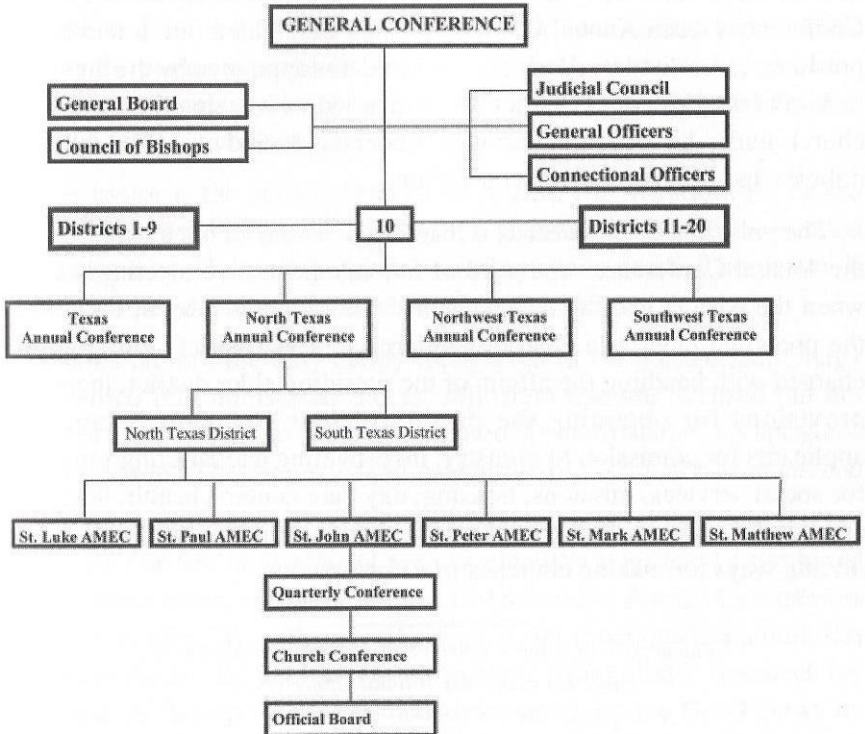 GENERAL CONFERENCE
General Board
Council of Bishops
Judicial Council
General Officers
Connectional Officers
Districts 1-9
10
Districts 11-20
Texas
Annual Conference
North Texas
Annual Conference
Northwest Texas
Annual Conference
Southwest Texas
Annual Conference
North Texas District
South Texas District
St. Luke AMEC
St. Paul AMEC
St. John AMEC
St. Peter AMEC
St. Mark AMEC
St. Matthew AMEC
Quarterly Conference
Church Conference
Official Board